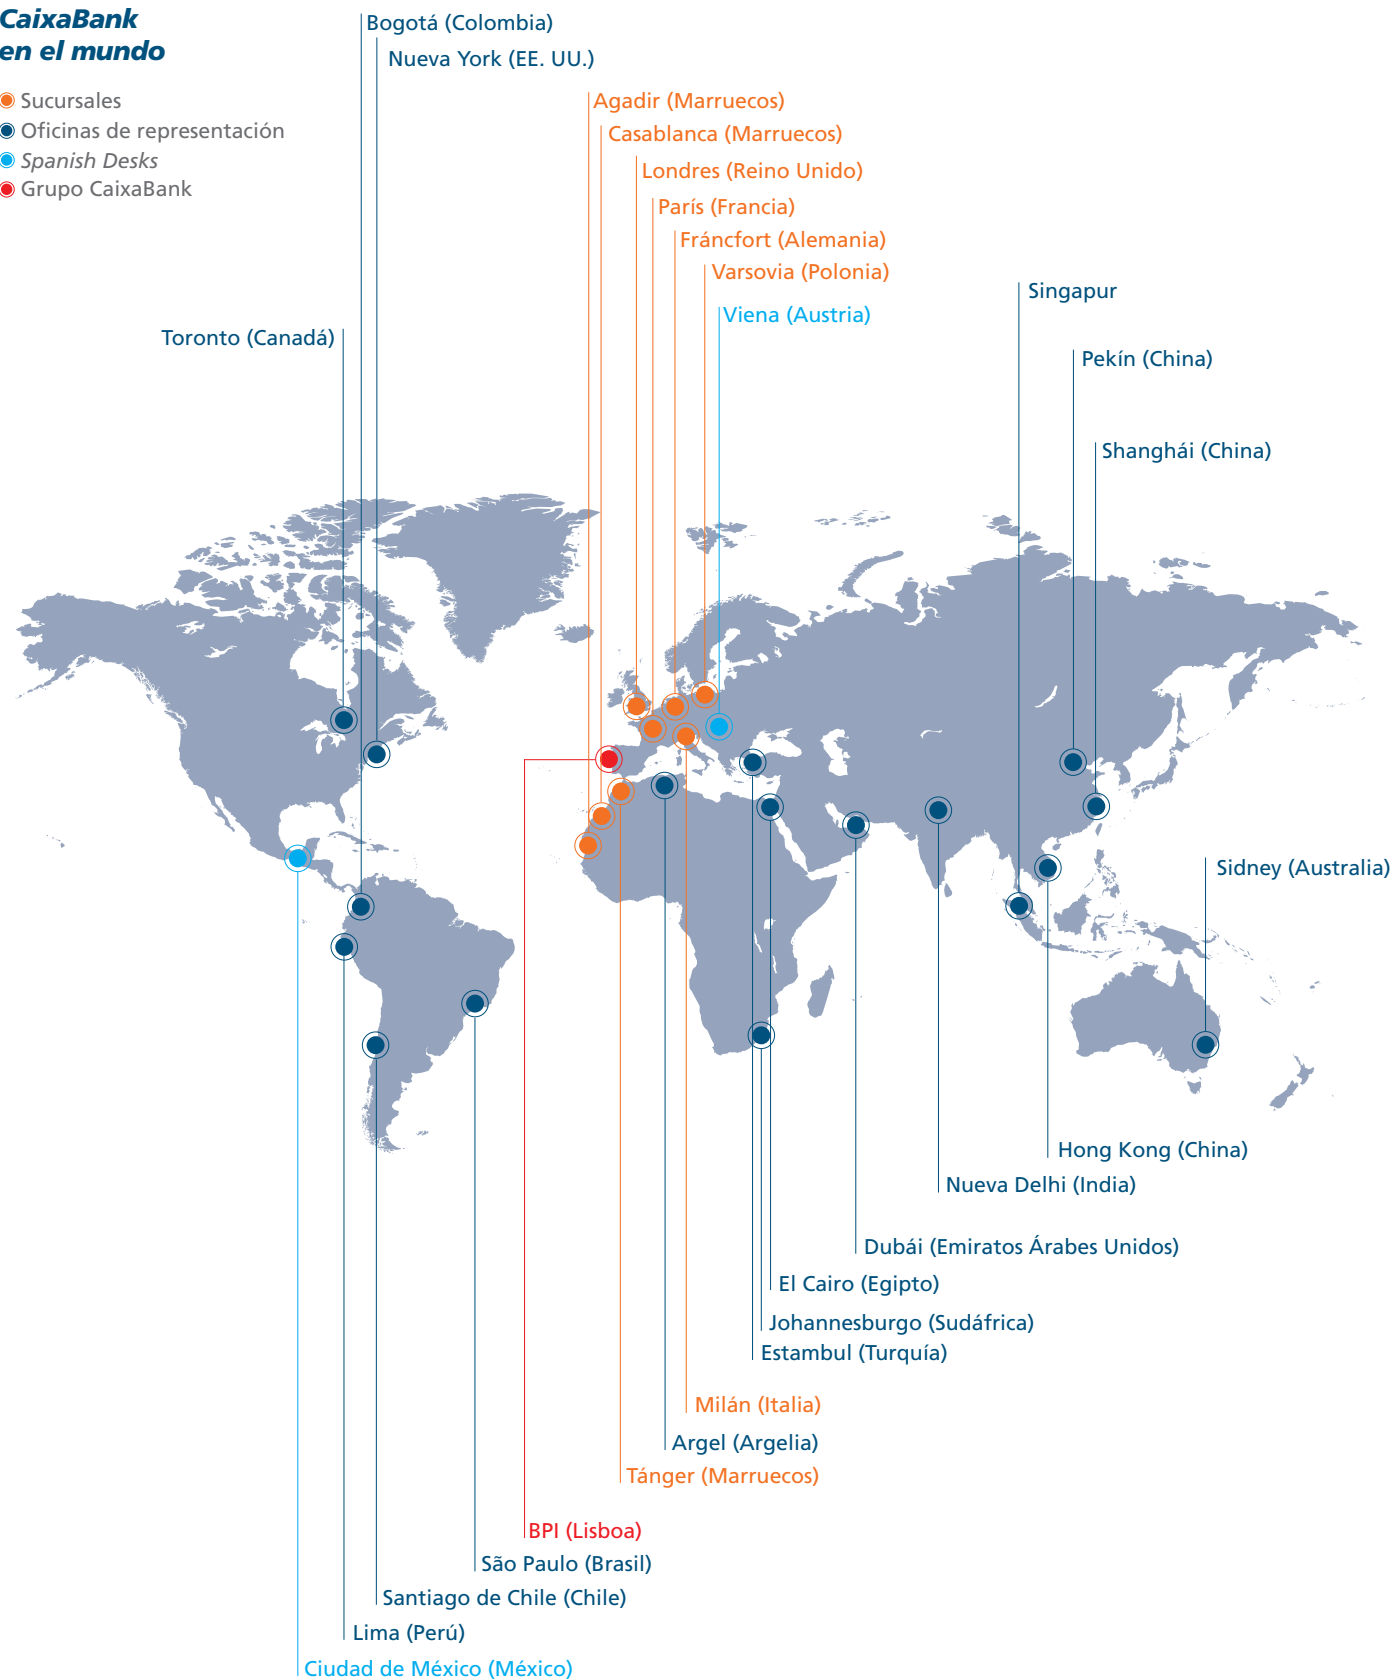 CaixaBank
en el mundo
Sucursales
Oficinas de representación
Spanish Desks
Grupo CaixaBank
Bogotá (Colombia)
Nueva York (EE. UU.)
Agadir (Marruecos)
Casablanca (Marruecos)
Londres (Reino Unido)
París (Francia)
Fráncfort (Alemania)
Varsovia (Polonia)
Viena (Austria)
Singapur
Toronto (Canadá)
Pekín (China)
Shanghái (China)
Sidney (Australia)
Hong Kong (China)
Nueva Delhi (India)
Dubái (Emiratos Árabes Unidos)
El Cairo (Egipto)
Johannesburgo (Sudáfrica)
Estambul (Turquía)
Milán (Italia)
Argel (Argelia)
Tánger (Marruecos)
BPI (Lisboa)
São Paulo (Brasil)
Santiago de Chile (Chile)
Lima (Perú)
Ciudad de México (México)